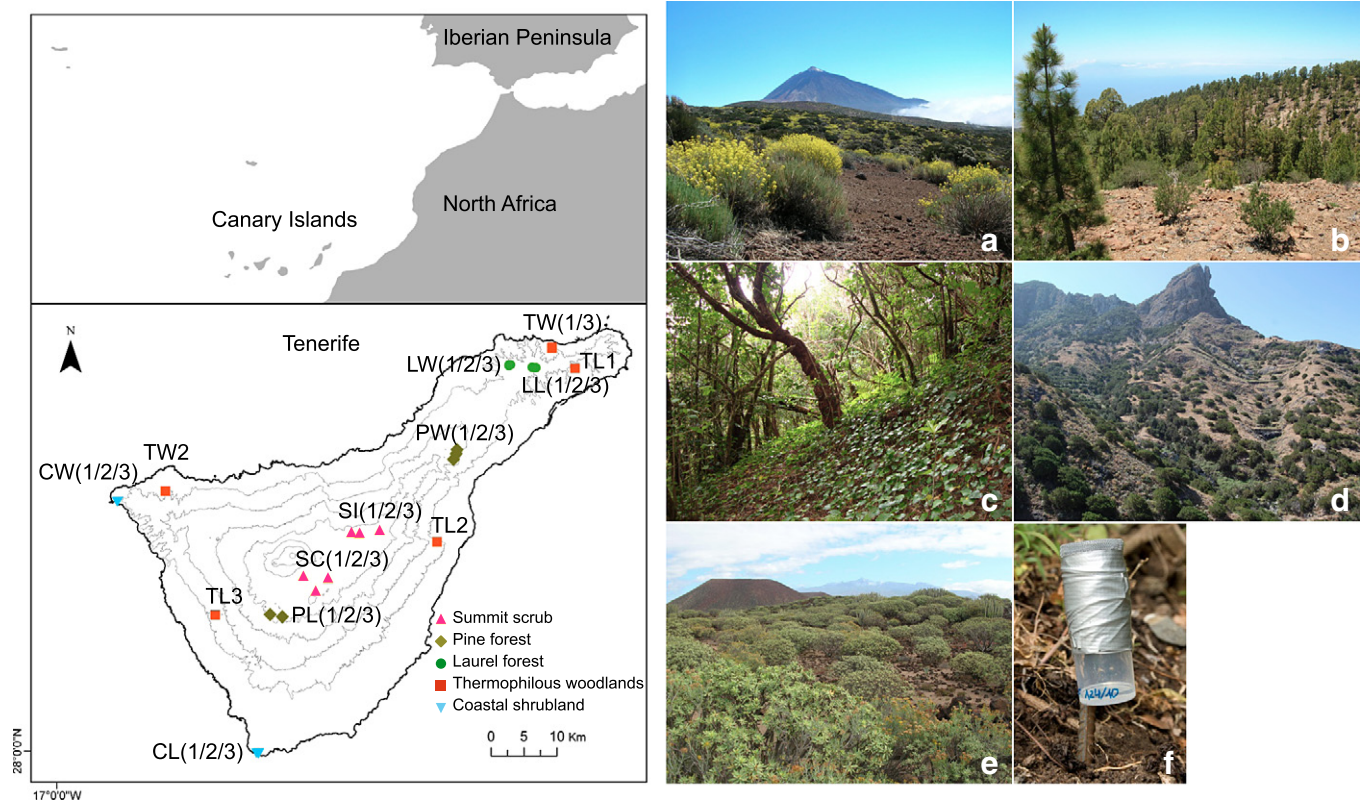 Iberian Peninsula
North Africa
Canary Islands
N
Tenerife
TW(1/3)
LW(1/2/3)
TL1
LL(1/2/3)
PW(1/2/3)
TW2
CW(1/2/3)
SI(1/2/3)
TL2
SC(1/2/3)
TL3
PL(1/2/3)
Summit scrub
Pine forest
Laurel forest
Thermophilous woodlands
Coastal shrubland
CL(1/2/3)
0 5 10 Km
28°0'0"N
17°0'0"W
a
b
c
d
e
124/10
f